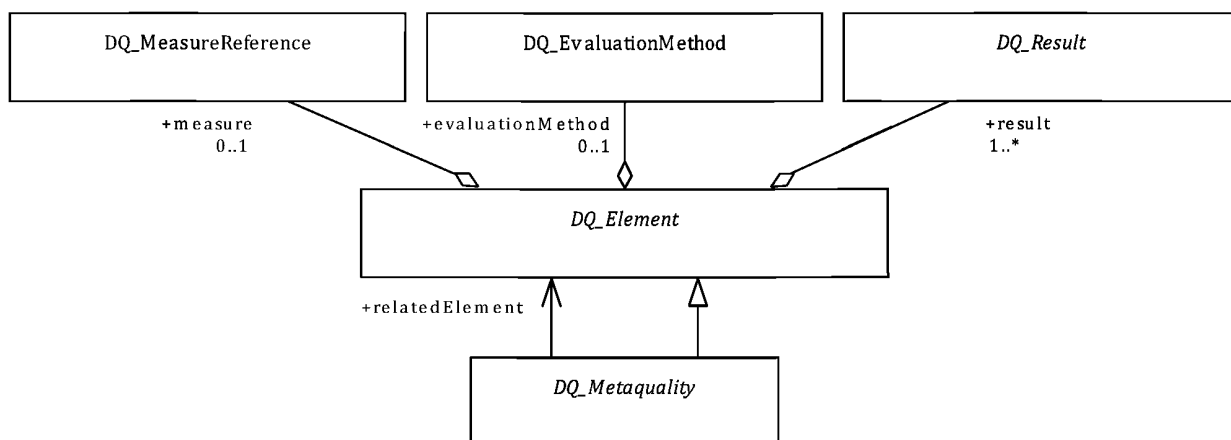 DQ_MeasureReference
DQ_EvaluationMethod
DQ_Result
+measure
0..1
+evaluationMethod
0..1
+result
1..*
DQ_Element
+relatedElement
DQ_Metaquality